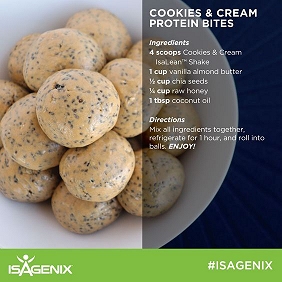 COOKIES & CREAM
PROTEIN BITES
Ingredients
4 scoops Cookies & Cream
IsaLean™ Shake
1 cup vanilla almond butter
½ cup chia seeds
¼ cup raw honey
1 tbsp coconut oil
Directions
Mix all ingredients together,
refrigerate for 1 hour, and roll into
balls. ENJOY!
ISAGENIX
#ISAGENIX